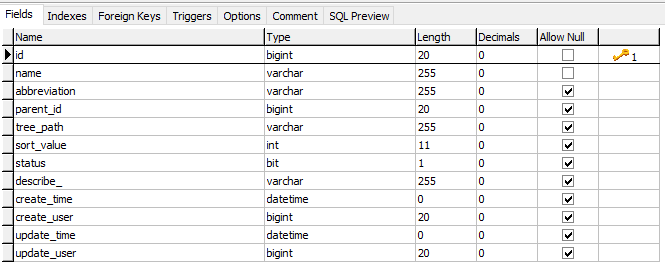 Fields Indexes Foreign Keys Triggers Options Comment SQL Preview
Name Type Length Decimals Allow Null
id bigint 20 0 1
name varchar 255 0
abbreviation varchar 255 0
parent_id bigint 20 0
tree_path varchar 255 0
sort_value int 11 0
status bit 1 0
describe_ varchar 255 0
create_time datetime 0 0
create_user bigint 20 0
update_time datetime 0 0
update_user bigint 20 0